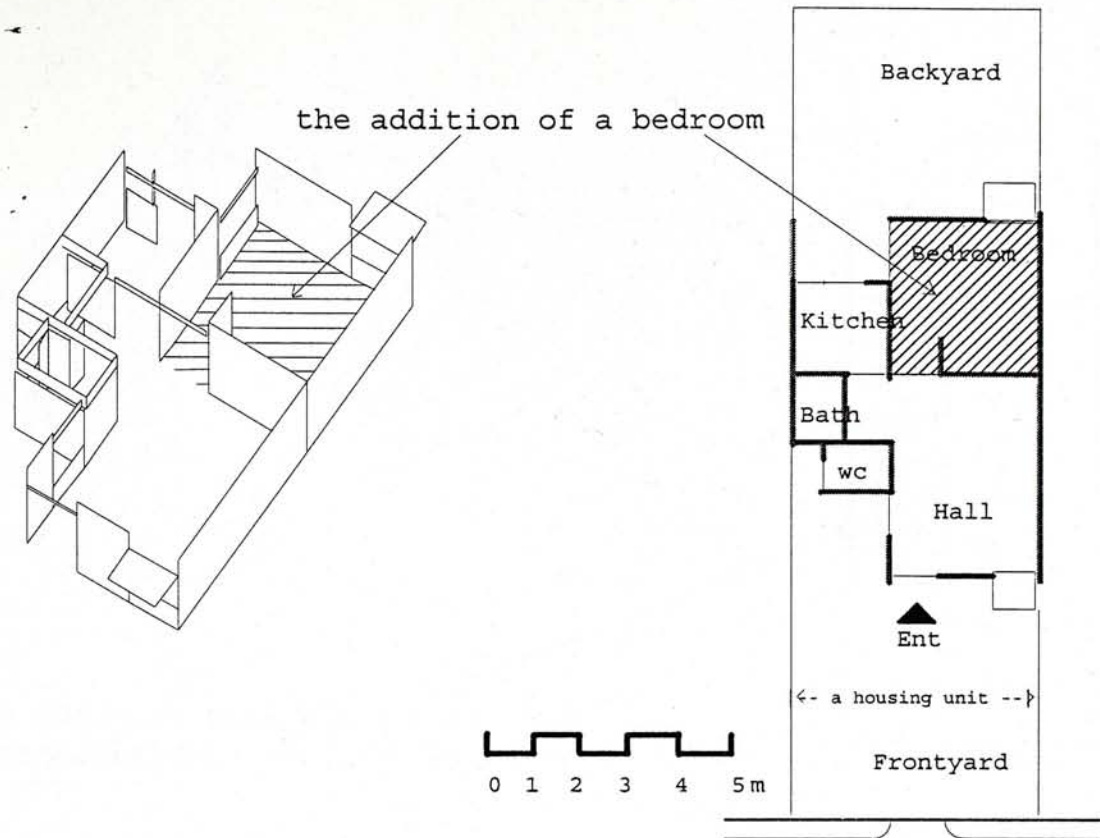 Backyard
the addition of a bedroom
Bedroom
Kitchen
Bath
wc
Hall
Ent
<-- a housing unit -->
Frontyard
0 1 2 3 4 5m